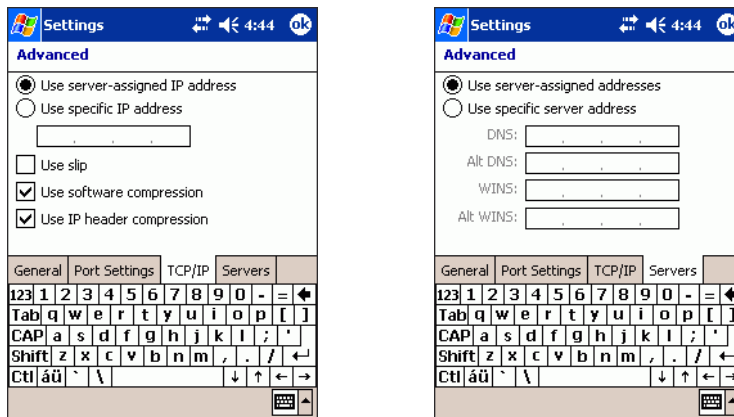 Settings 4:44 ok
Advanced
Use server-assigned IP address
Use specific IP address
. . .
Use slip
Use software compression
Use IP header compression
General Port Settings TCP/IP Servers
123 1 2 3 4 5 6 7 8 9 0 - =
Tab q w e r t y u i o p [ ]
CAP a s d f g h j k l ; '
Shift z x c v b n m , . /
Ctl áü ` \
Settings 4:44 ok
Advanced
Use server-assigned addresses
Use specific server address
DNS: . . .
Alt DNS: . . .
WINS: . . .
Alt WINS: . . .
General Port Settings TCP/IP Servers
123 1 2 3 4 5 6 7 8 9 0 - =
Tab q w e r t y u i o p [ ]
CAP a s d f g h j k l ; '
Shift z x c v b n m , . /
Ctl áü ` \